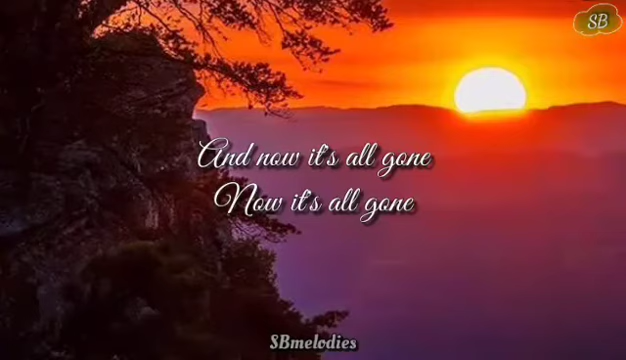 SB
And now it's all gone
Now it's all gone
SBmelodies